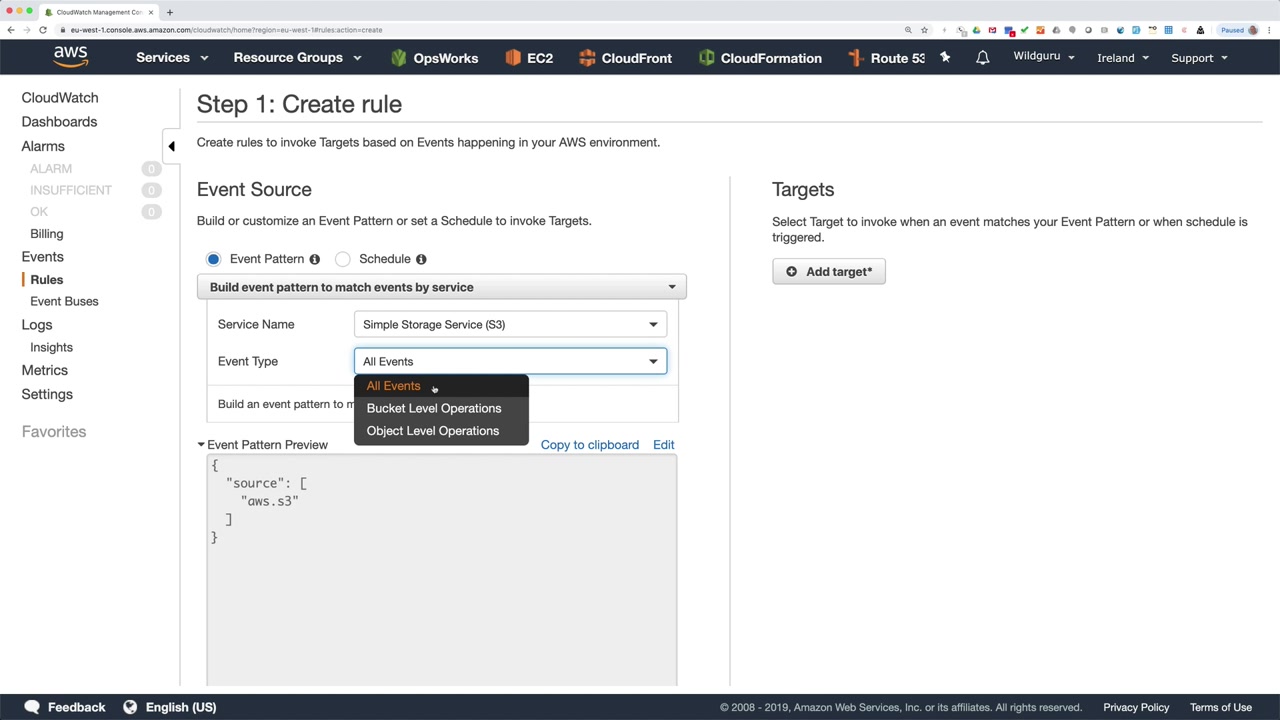 CloudWatch Management Con
eu-west-1.console.aws.amazon.com/cloudwatch/home?region=eu-west-1#rules:action=create
Paused
aws
Services
Resource Groups
OpsWorks
EC2
CloudFront
CloudFormation
Route 53
Wildguru
Ireland
Support
CloudWatch
Dashboards
Alarms
ALARM 0
INSUFFICIENT 0
OK 0
Billing
Events
Rules
Event Buses
Logs
Insights
Metrics
Settings
Favorites
Step 1: Create rule
Create rules to invoke Targets based on Events happening in your AWS environment.
Event Source
Build or customize an Event Pattern or set a Schedule to invoke Targets.
Event Pattern
Schedule
Build event pattern to match events by service
Service Name
Simple Storage Service (S3)
Event Type
All Events
All Events
Bucket Level Operations
Object Level Operations
Build an event pattern to m
Event Pattern Preview
Copy to clipboard
Edit
{
"source": [
"aws.s3"
]
}
Targets
Select Target to invoke when an event matches your Event Pattern or when schedule is
triggered.
Add target*
Feedback
English (US)
© 2008 - 2019, Amazon Web Services, Inc. or its affiliates. All rights reserved.
Privacy Policy
Terms of Use